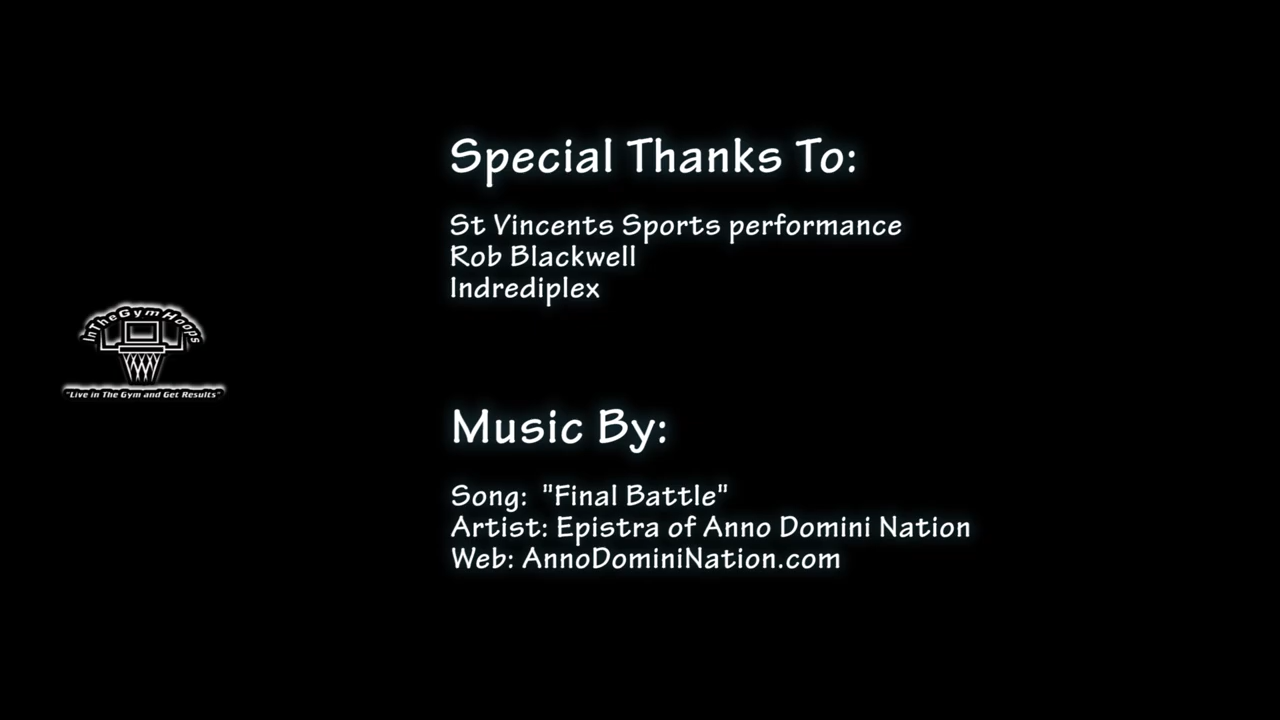 Special Thanks To:
St Vincents Sports performance
Rob Blackwell
Indrediplex
InTheGymHoops
"Live in The Gym and Get Results"
Music By:
Song: "Final Battle"
Artist: Epistra of Anno Domini Nation
Web: AnnoDominiNation.com